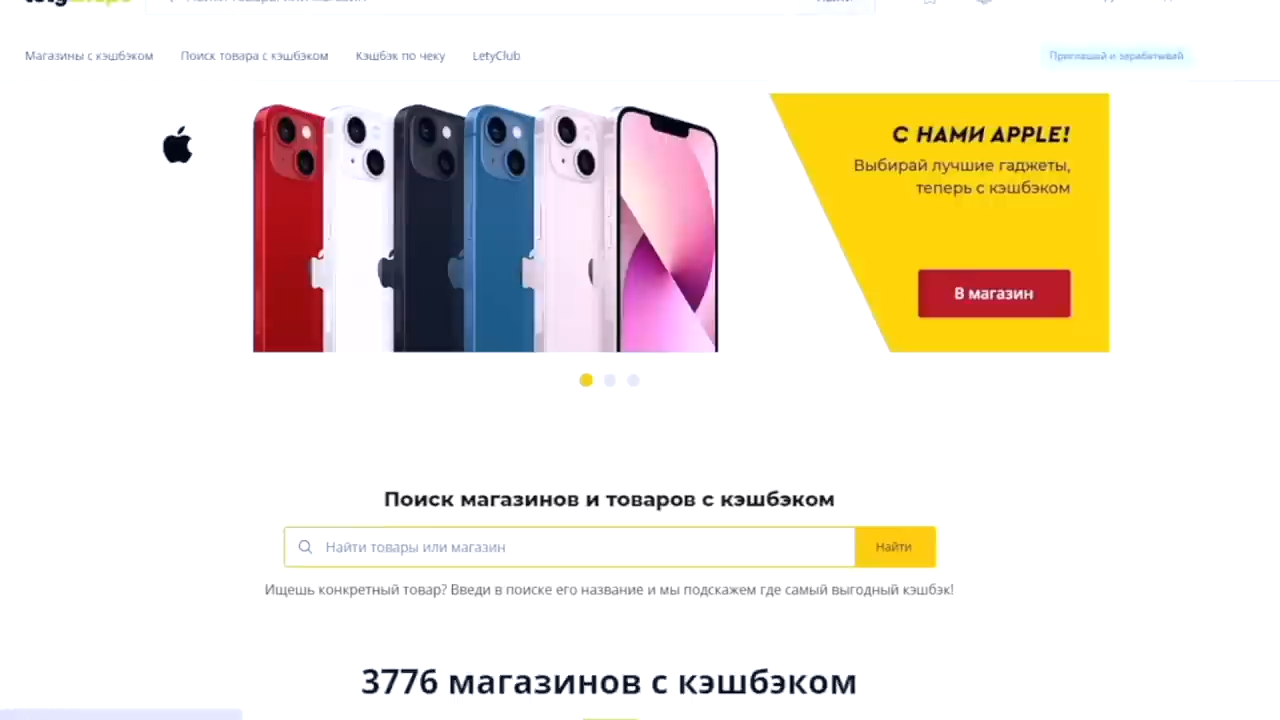 Магазины с кэшбэком
Поиск товара с кэшбэком
Кэшбэк по чеку
LetyClub
Приглашай и зарабатывай
С НАМИ APPLE!
Выбирай лучшие гаджеты,
теперь с кэшбэком
В магазин
Поиск магазинов и товаров с кэшбэком
Найти товары или магазин
Найти
Ищешь конкретный товар? Введи в поиске его название и мы подскажем где самый выгодный кэшбэк!
3776 магазинов с кэшбэком